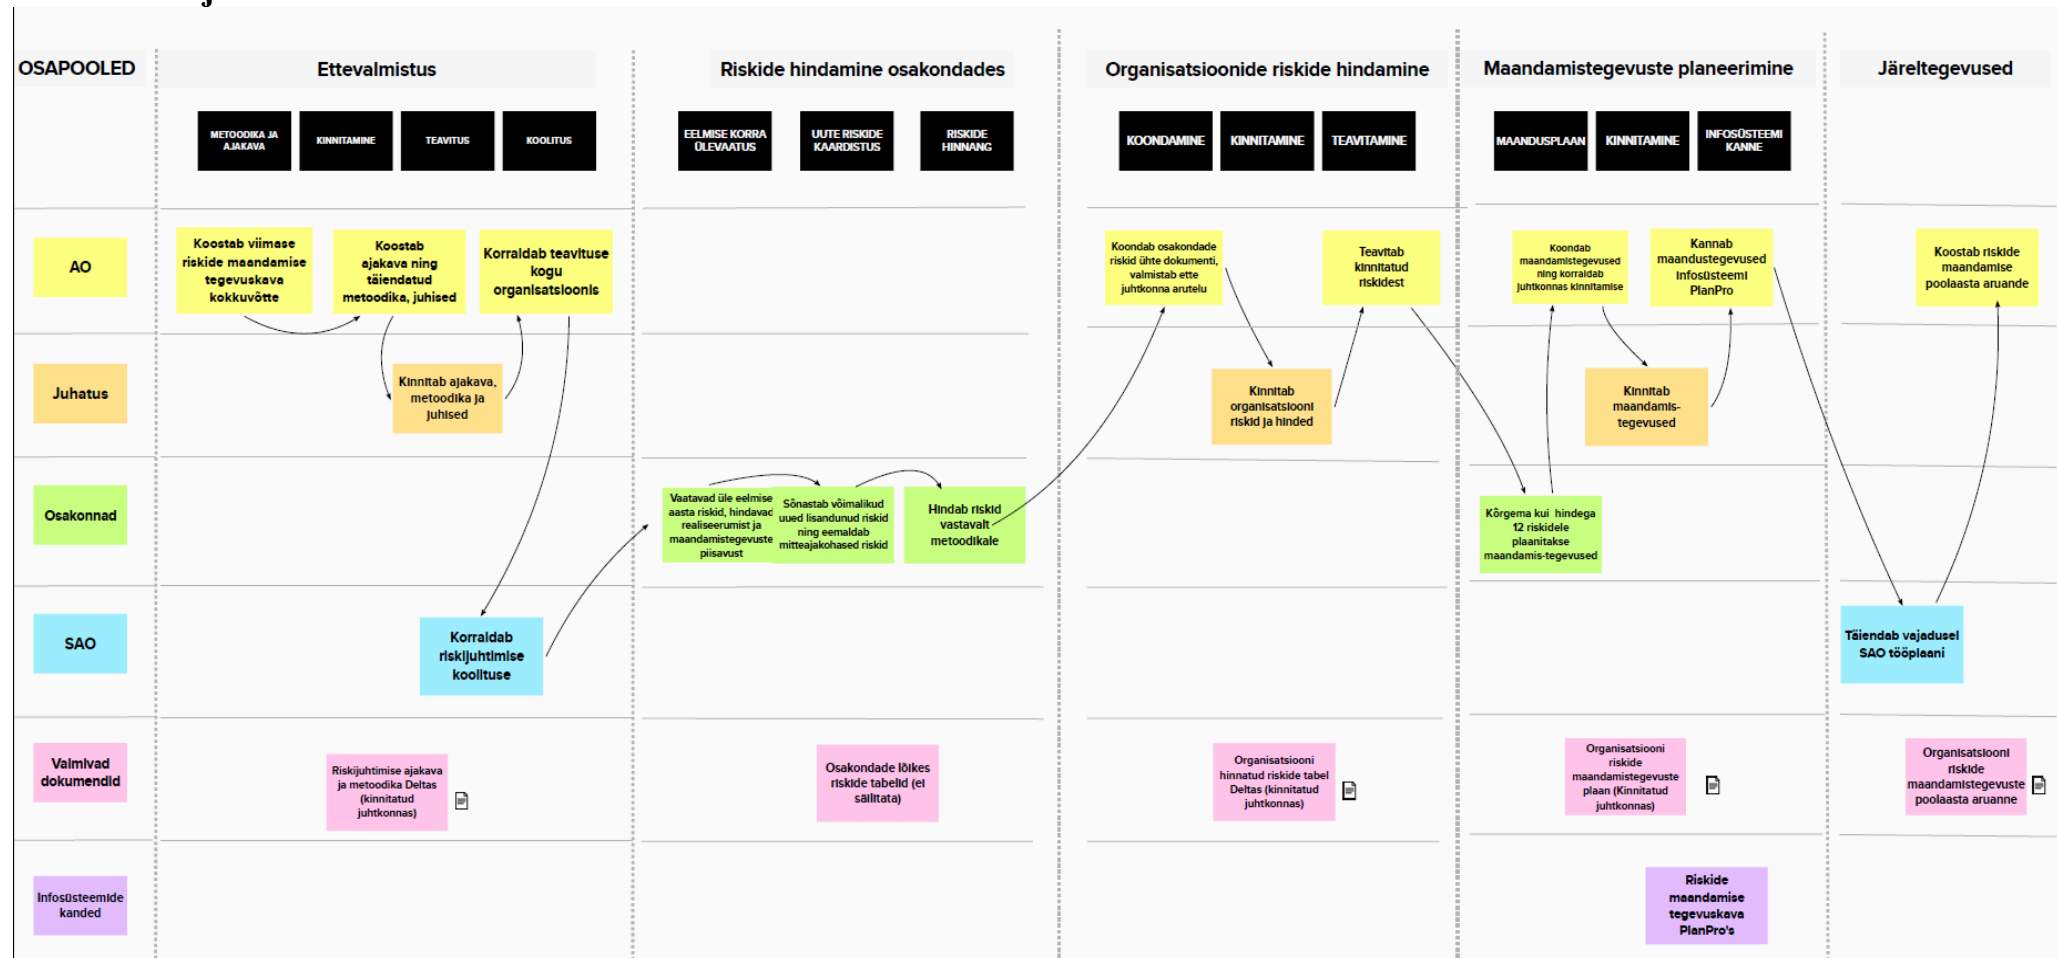 OSAPOOLED
Ettevalmistus
Riskide hindamine osakondades
Organisatsioonide riskide hindamine
Maandamistegevuste planeerimine
Järeltegevused
METOODIKA JA
AJAKAVA
KINNITAMINE
TEAVITUS
KOOLITUS
EELMISE KORRA
ÜLEVAATUS
UUTE RISKIDE
KAARDISTUS
RISKIDE
HINNANG
KOONDAMINE
KINNITAMINE
TEAVITAMINE
MAANDUSPLAAN
KINNITAMINE
INFOSÜSTEEMI
KANNE
AO
Koostab viimase
riskide maandamise
tegevuskava
kokkuvõtte
Koostab
ajakava ning
täiendatud
metoodika, juhised
Korraldab teavituse
kogu
organisatsioonis
Koondab osakondade
riskid ühte dokumenti,
valmistab ette
juhtkonna arutelu
Teavitab
kinnitatud
riskidest
Koondab
maandamistegevused
ning korraldab
juhtkonnas kinnitamise
Kannab
maandustegevused
infosüsteemi
PlanPro
Koostab riskide
maandamise
poolaasta aruande
Juhatus
Kinnitab ajakava,
metoodika ja
juhised
Kinnitab
organisatsiooni
riskid ja hinded
Kinnitab
maandamis-
tegevused
Osakonnad
Vaatavad üle eelmise
aasta riskid, hindavad
realiseerumist ja
maandamistegevuste
piisavust
Sõnastab võimalikud
uued lisandunud riskid
ning eemaldab
mitteajakohased riskid
Hindab riskid
vastavalt
metoodikale
Kõrgema kui hindega
12 riskidele
plaanitakse
maandamis-tegevused
SAO
Korraldab
riskijuhtimise
koolituse
Täiendab vajadusel
SAO tööplaani
Valmivad
dokumendid
Riskijuhtimise ajakava
ja metoodika Deltas
(kinnitatud
juhtkonnas)
Osakondade lõikes
riskide tabelid (ei
säilitata)
Organisatsiooni
hinnatud riskide tabel
Deltas (kinnitatud
juhtkonnas)
Organisatsiooni
riskide
maandamistegevuste
plaan (Kinnitatud
juhtkonnas)
Organisatsiooni
riskide
maandamistegevuste
poolaasta aruanne
Infosüsteemide
kanded
Riskide
maandamise
tegevuskava
PlanPro's